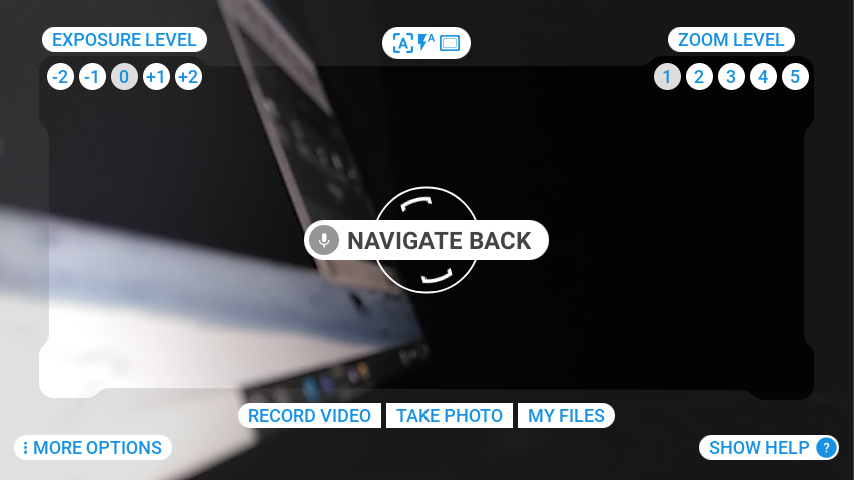 EXPOSURE LEVEL
A
A
ZOOM LEVEL
-2 -1 0 +1 +2
1 2 3 4 5
NAVIGATE BACK
RECORD VIDEO
TAKE PHOTO
MY FILES
MORE OPTIONS
SHOW HELP ?